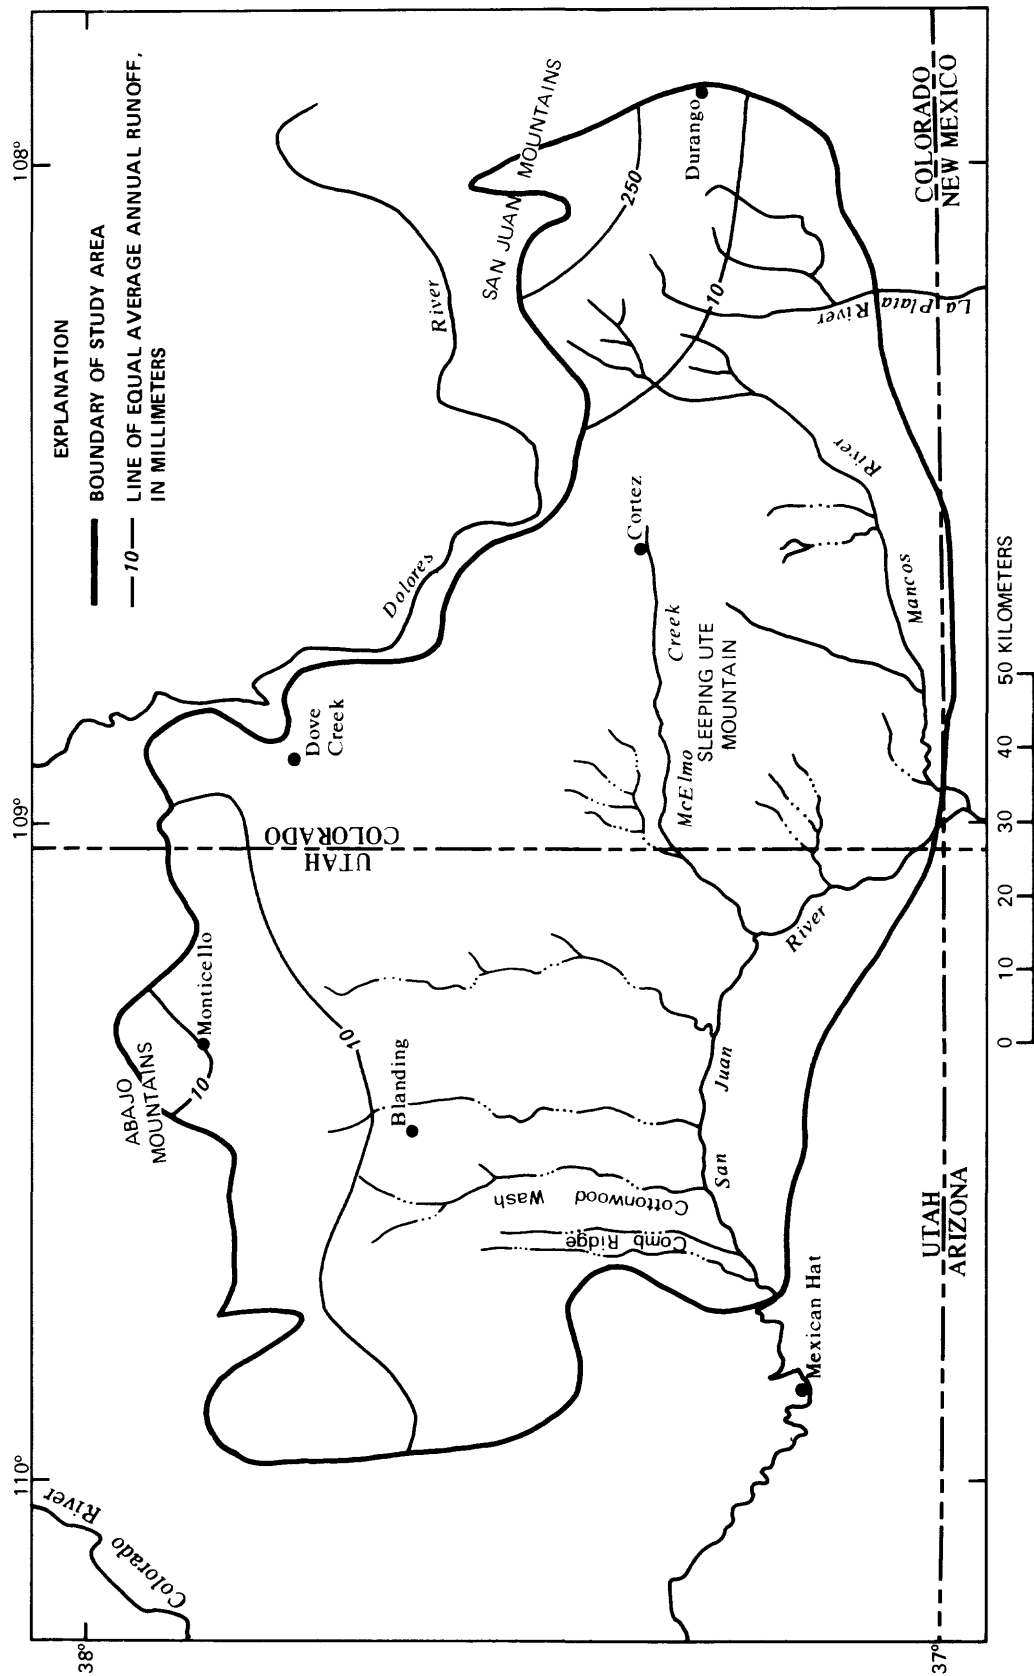 110°
109°
108°
38°
37°
EXPLANATION
BOUNDARY OF STUDY AREA
—10— LINE OF EQUAL AVERAGE ANNUAL RUNOFF,
IN MILLIMETERS
Colorado River
ABAJO
MOUNTAINS
Monticello
10
UTAH
COLORADO
Dove
Creek
Dolores
River
SAN JUAN MOUNTAINS
250
Durango
10
Blanding
10
Cortez
McElmo Creek
SLEEPING UTE
MOUNTAIN
Cottonwood Wash
Comb Ridge
San Juan River
Mancos River
La Plata River
Mexican Hat
UTAH
ARIZONA
COLORADO
NEW MEXICO
0 10 20 30 40 50 KILOMETERS